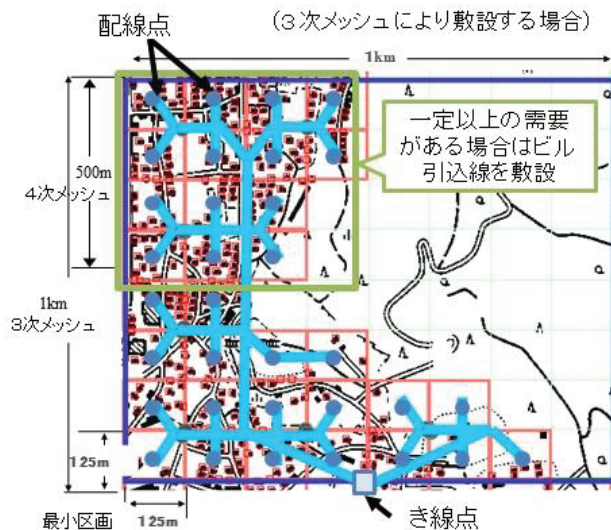 配線点
(3次メッシュにより敷設する場合)
1km
一定以上の需要
がある場合はビル
引込線を敷設
500m
4次メッシュ
1km
3次メッシュ
125m
最小区画
125m
き線点